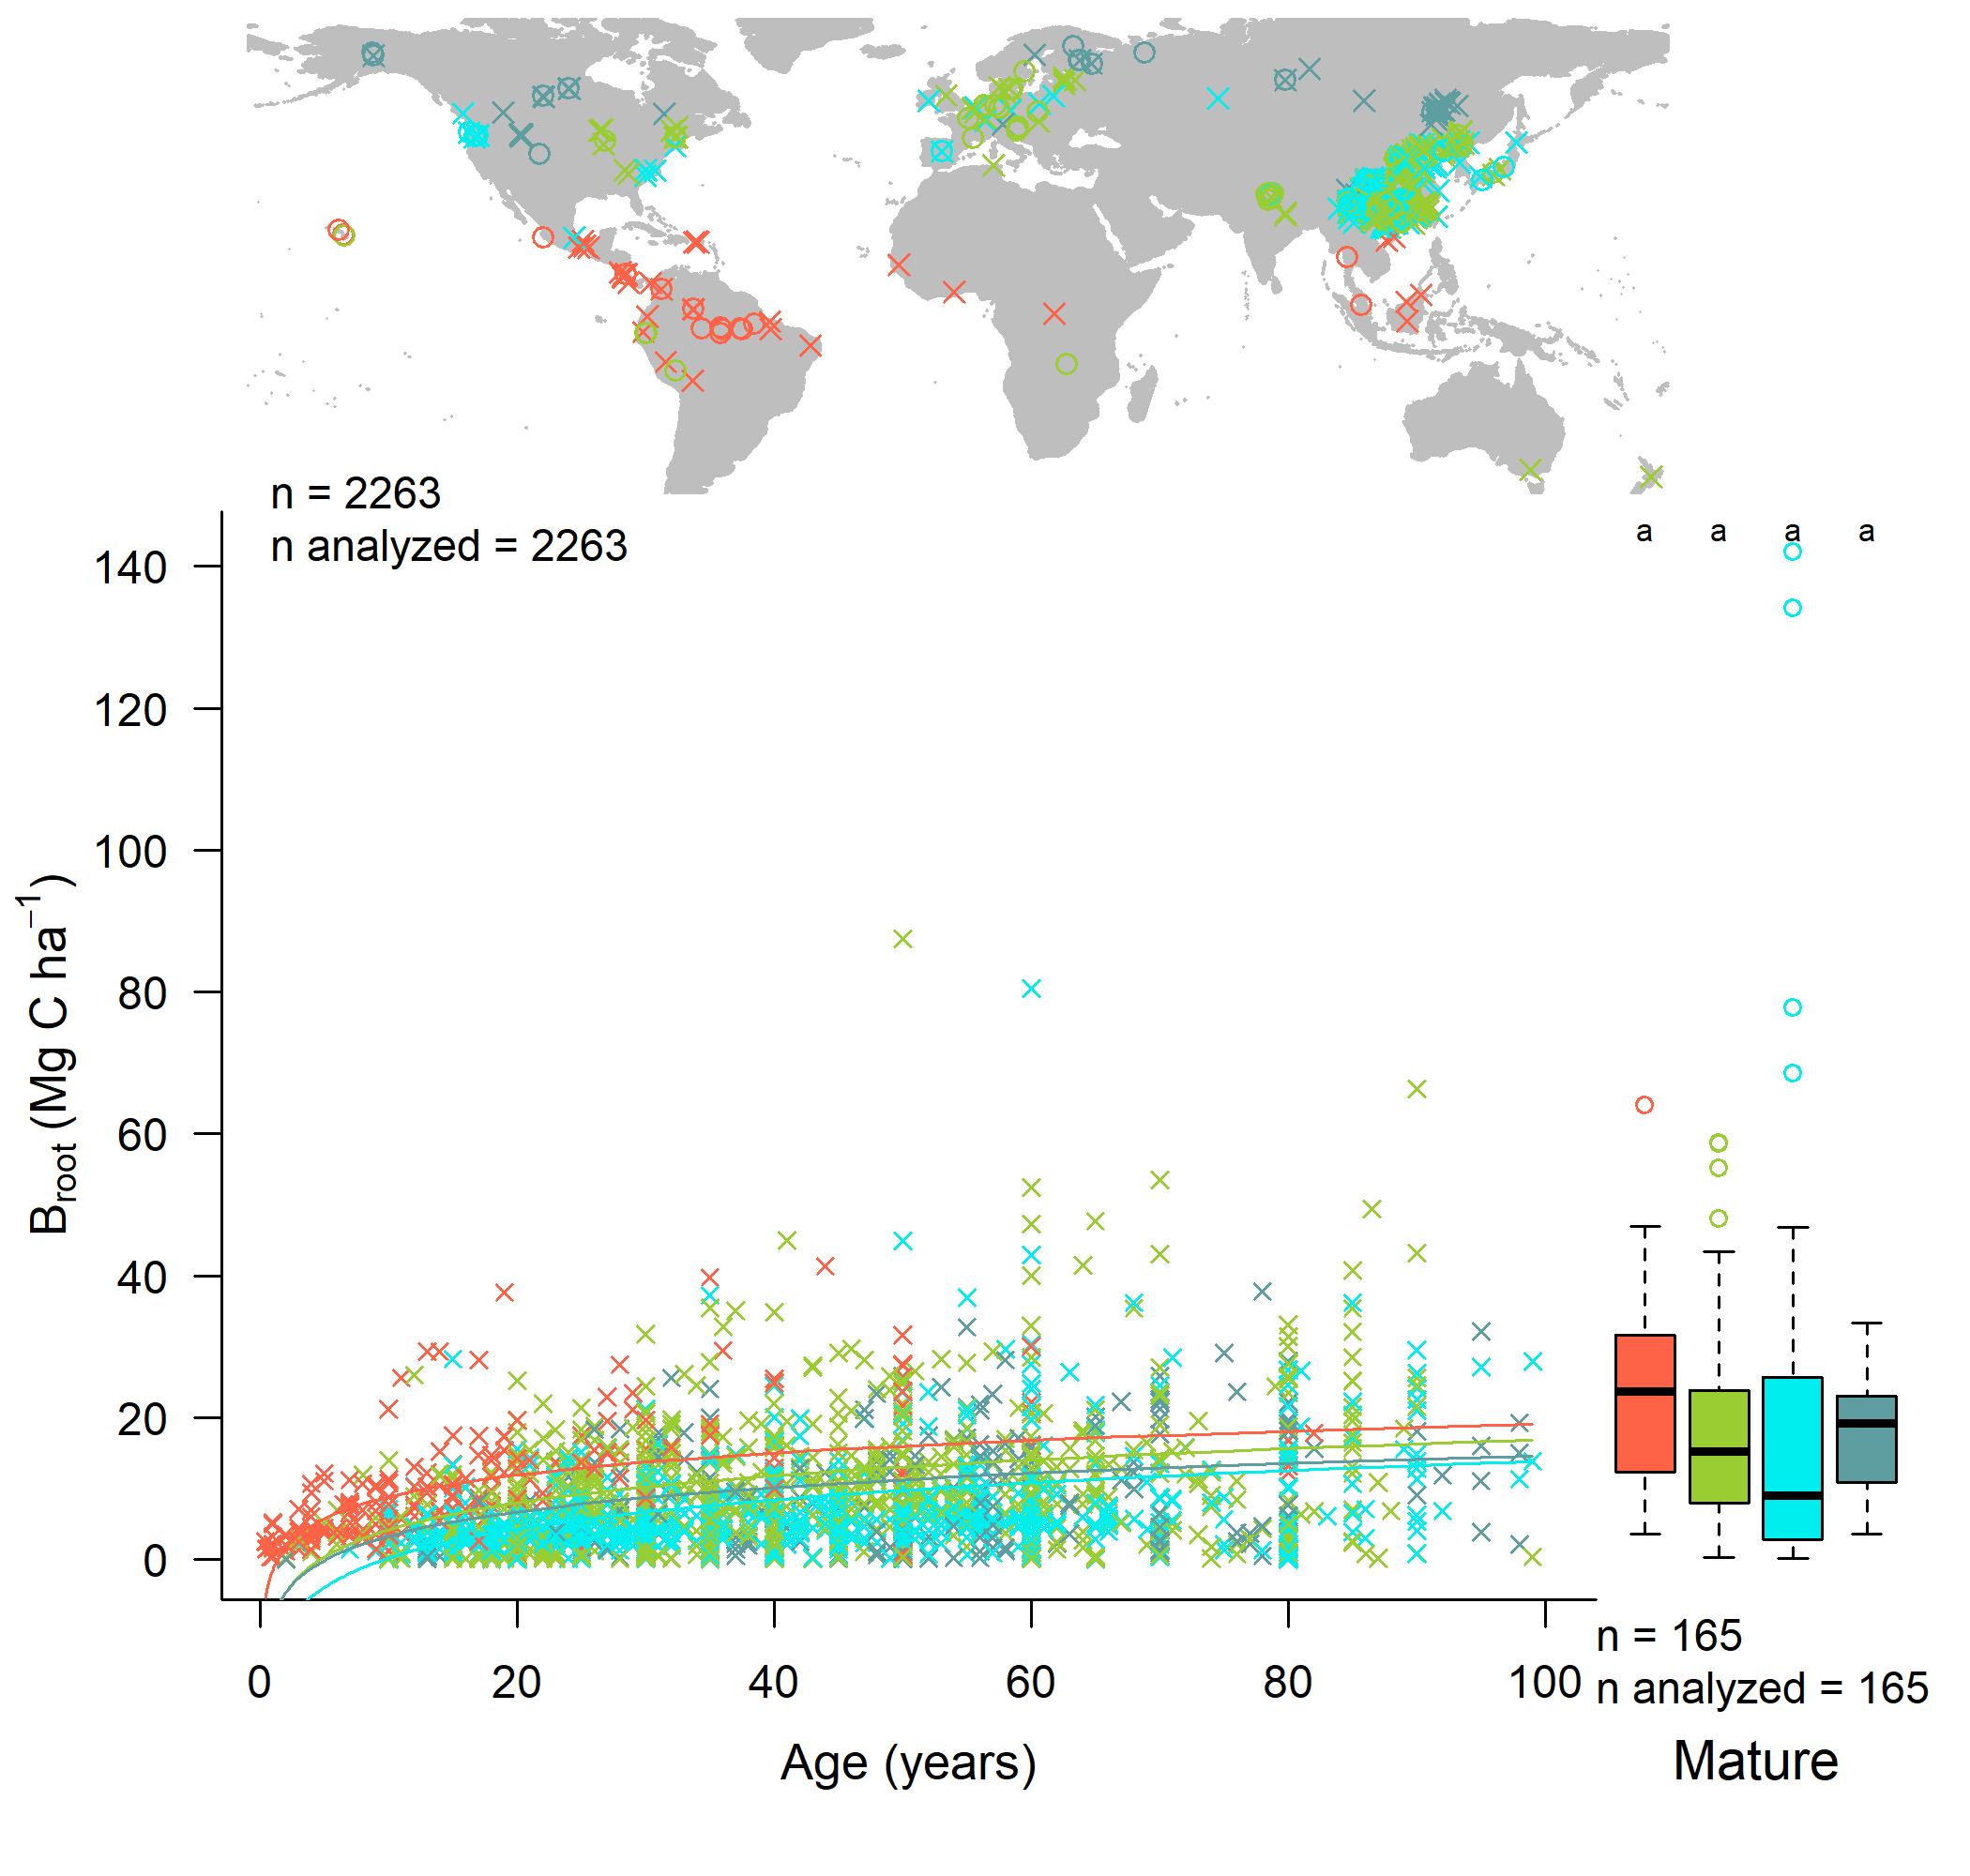 n = 2263
n analyzed = 2263
a a a a
140
120
100
80
60
40
20
0
B_root (Mg C ha⁻¹)
0 20 40 60 80 100
Age (years)
n = 165
n analyzed = 165
Mature